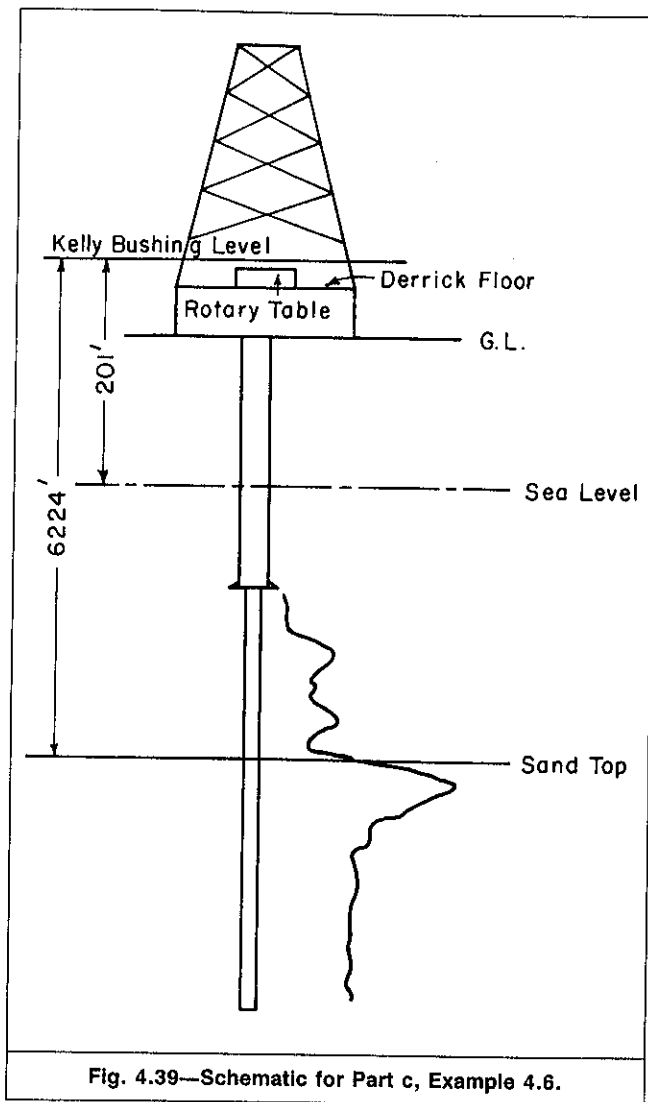 Kelly Bushing Level
Derrick Floor
Rotary Table
G.L.
201'
Sea Level
6224'
Sand Top
Fig. 4.39—Schematic for Part c, Example 4.6.